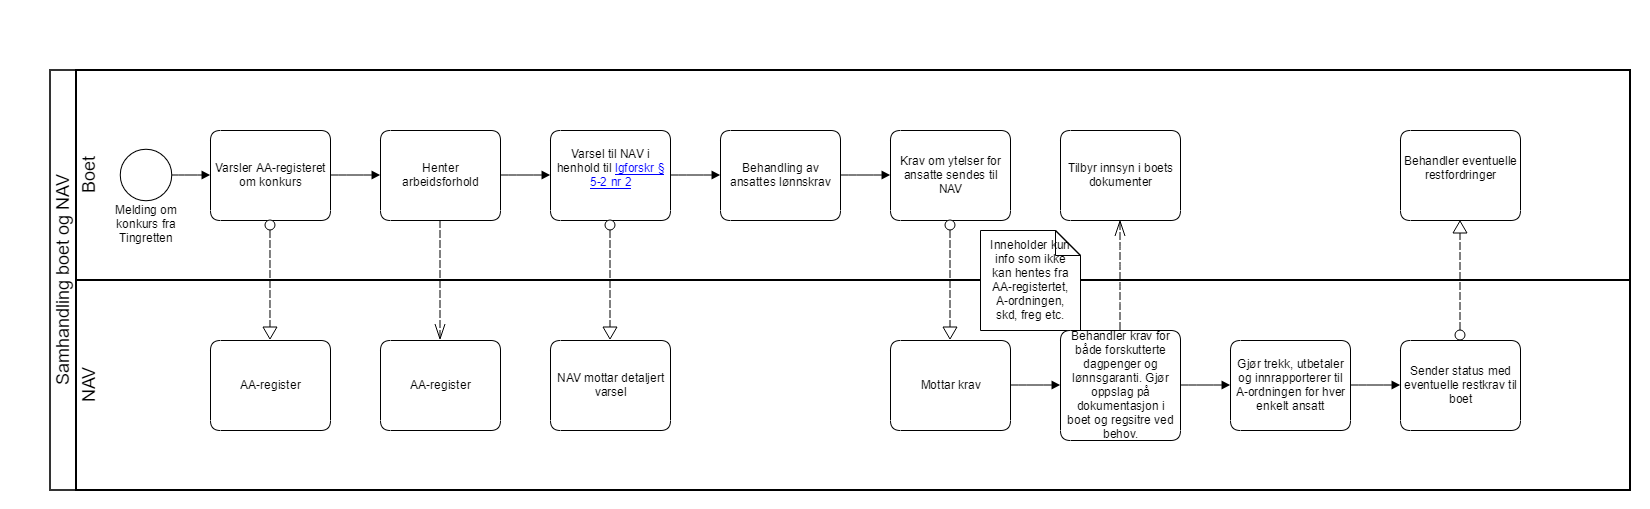 Samhandling boet og NAV
Boet
Melding om
konkurs fra
Tingretten
Varsler AA-registeret
om konkurs
Henter
arbeidsforhold
Varsel til NAV i
henhold til lgforskr §
5-2 nr 2
Behandling av
ansattes lønnskrav
Krav om ytelser for
ansatte sendes til
NAV
Tilbyr innsyn i boets
dokumenter
Behandler eventuelle
restfordringer
Inneholder kun
info som ikke
kan hentes fra
AA-registertet,
A-ordningen,
skd, freg etc.
NAV
AA-register
AA-register
NAV mottar detaljert
varsel
Mottar krav
Behandler krav for
både forskutterte
dagpenger og
lønnsgaranti. Gjør
oppslag på
dokumentasjon i
boet og regsitre ved
behov.
Gjør trekk, utbetaler
og innrapporterer til
A-ordningen for hver
enkelt ansatt
Sender status med
eventuelle restkrav til
boet